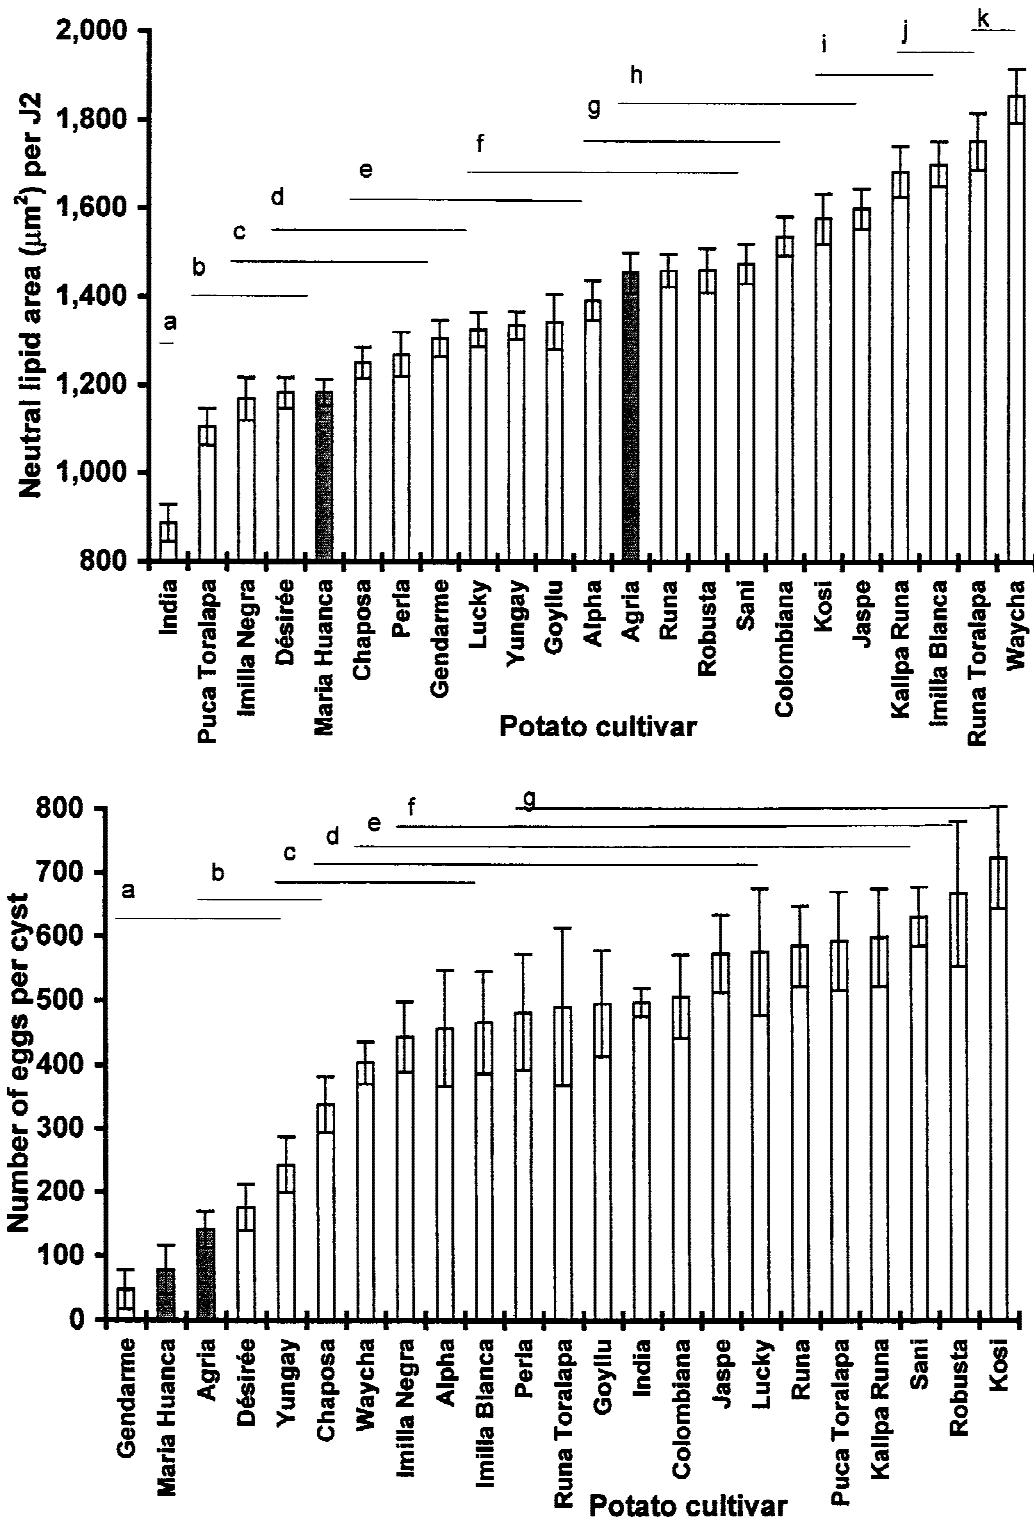 2,000
1,800
1,600
1,400
1,200
1,000
800
Neutral lipid area (µm²) per J2
a
b
c
d
e
f
g
h
i
j
k
India
Puca Toralapa
Imilla Negra
Désirée
Maria Huanca
Chaposa
Perla
Gendarme
Lucky
Yungay
Goyllu
Alpha
Agria
Runa
Robusta
Sani
Colombiana
Kosi
Jaspe
Kallpa Runa
Imilla Blanca
Runa Toralapa
Waycha
Potato cultivar
800
700
600
500
400
300
200
100
0
Number of eggs per cyst
a
b
c
d
e
f
g
Gendarme
Maria Huanca
Agria
Désirée
Yungay
Chaposa
Waycha
Imilla Negra
Alpha
Imilla Blanca
Perla
Runa Toralapa
Goyllu
India
Colombiana
Jaspe
Lucky
Runa
Puca Toralapa
Kallpa Runa
Sani
Robusta
Kosi
Potato cultivar